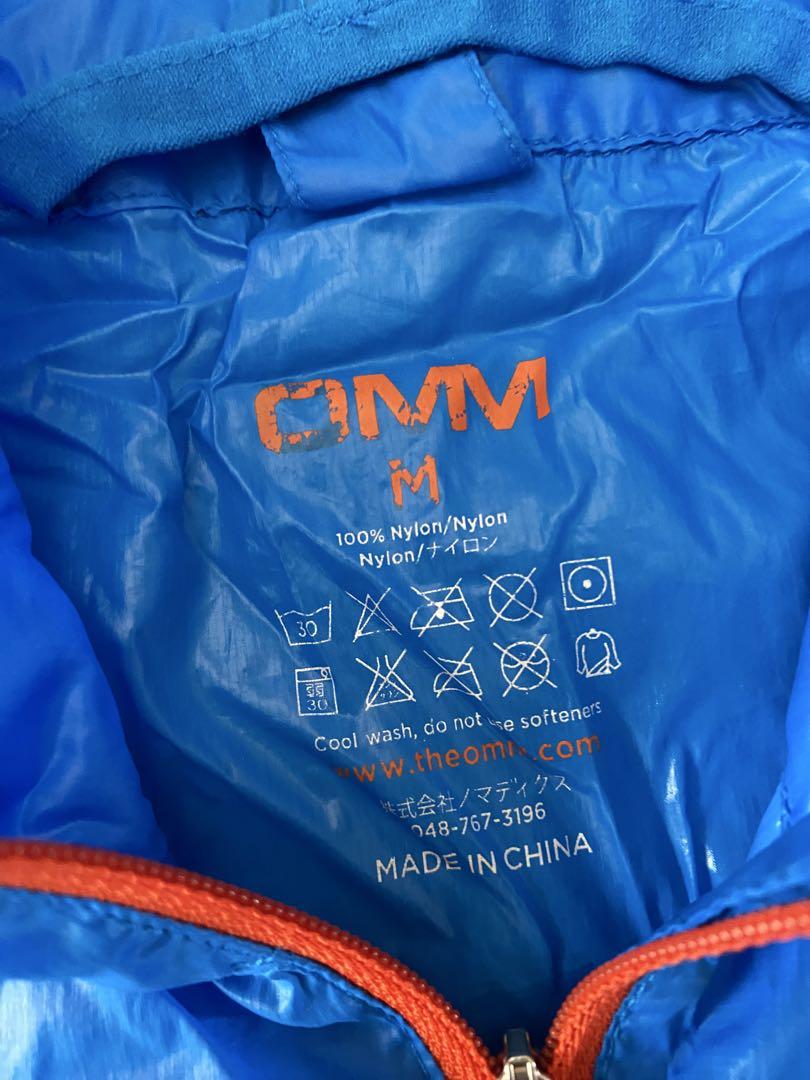 OMM
M
100% Nylon/Nylon
Nylon/ナイロン
30
弱
30
Cool wash, do not use softeners
www.theomm.com
株式会社ノマディクス
048-767-3196
MADE IN CHINA